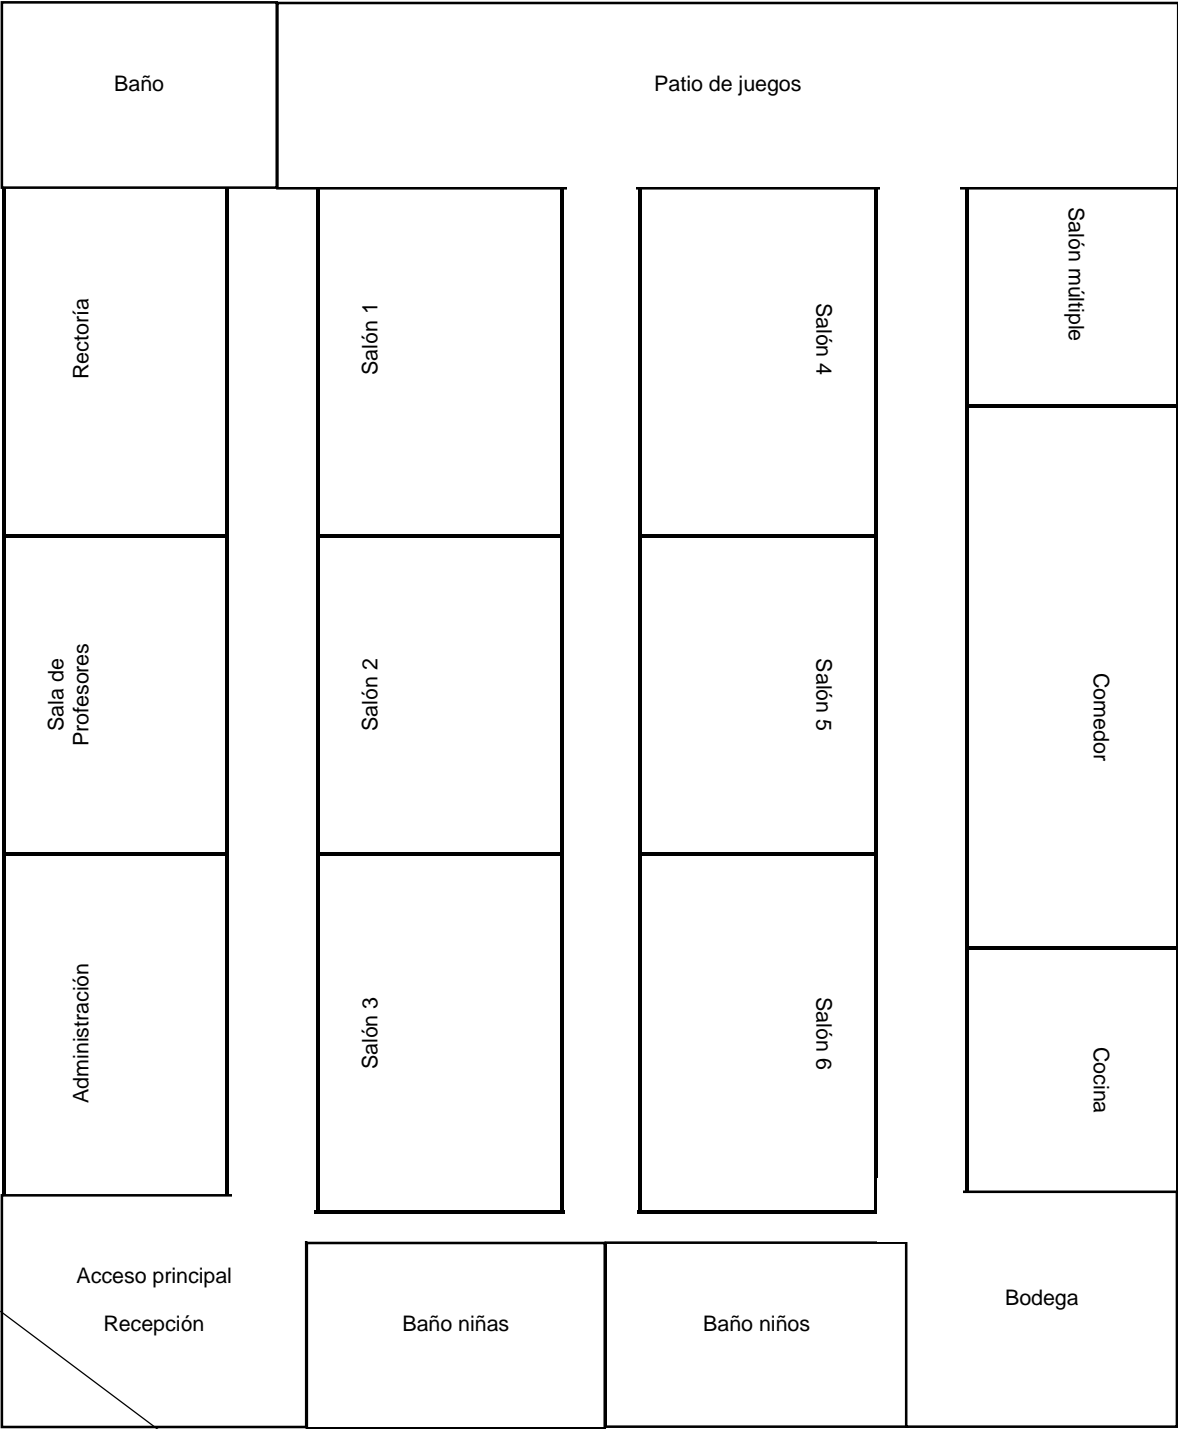 Baño
Patio de juegos
Rectoría
Salón 1
Salón 4
Salón múltiple
Sala de
Profesores
Salón 2
Salón 5
Comedor
Administración
Salón 3
Salón 6
Cocina
Acceso principal
Recepción
Baño niñas
Baño niños
Bodega